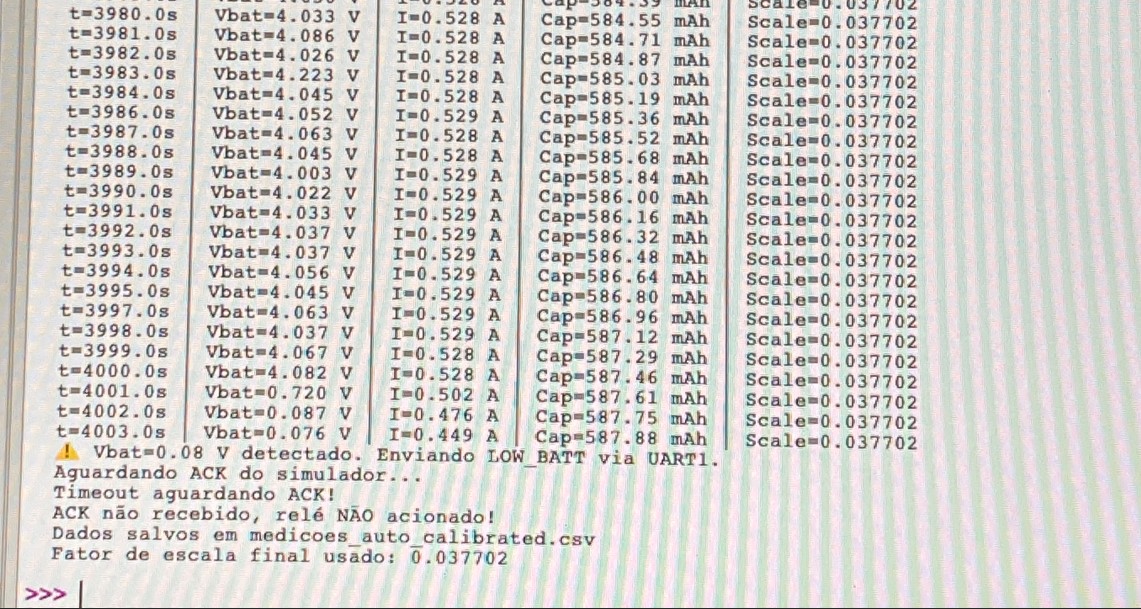 t=3980.0s | Vbat=4.033 V | I=0.528 A | Cap=584.55 mAh | Scale=0.037702
t=3981.0s | Vbat=4.086 V | I=0.528 A | Cap=584.71 mAh | Scale=0.037702
t=3982.0s | Vbat=4.026 V | I=0.528 A | Cap=584.87 mAh | Scale=0.037702
t=3983.0s | Vbat=4.223 V | I=0.528 A | Cap=585.03 mAh | Scale=0.037702
t=3984.0s | Vbat=4.045 V | I=0.528 A | Cap=585.19 mAh | Scale=0.037702
t=3986.0s | Vbat=4.052 V | I=0.529 A | Cap=585.36 mAh | Scale=0.037702
t=3987.0s | Vbat=4.063 V | I=0.528 A | Cap=585.52 mAh | Scale=0.037702
t=3988.0s | Vbat=4.045 V | I=0.528 A | Cap=585.68 mAh | Scale=0.037702
t=3989.0s | Vbat=4.003 V | I=0.529 A | Cap=585.84 mAh | Scale=0.037702
t=3990.0s | Vbat=4.022 V | I=0.529 A | Cap=586.00 mAh | Scale=0.037702
t=3991.0s | Vbat=4.033 V | I=0.529 A | Cap=586.16 mAh | Scale=0.037702
t=3992.0s | Vbat=4.037 V | I=0.529 A | Cap=586.32 mAh | Scale=0.037702
t=3993.0s | Vbat=4.037 V | I=0.529 A | Cap=586.48 mAh | Scale=0.037702
t=3994.0s | Vbat=4.056 V | I=0.529 A | Cap=586.64 mAh | Scale=0.037702
t=3995.0s | Vbat=4.045 V | I=0.529 A | Cap=586.80 mAh | Scale=0.037702
t=3997.0s | Vbat=4.063 V | I=0.529 A | Cap=586.96 mAh | Scale=0.037702
t=3998.0s | Vbat=4.037 V | I=0.529 A | Cap=587.12 mAh | Scale=0.037702
t=3999.0s | Vbat=4.067 V | I=0.528 A | Cap=587.29 mAh | Scale=0.037702
t=4000.0s | Vbat=4.082 V | I=0.528 A | Cap=587.46 mAh | Scale=0.037702
t=4001.0s | Vbat=0.720 V | I=0.502 A | Cap=587.61 mAh | Scale=0.037702
t=4002.0s | Vbat=0.087 V | I=0.476 A | Cap=587.75 mAh | Scale=0.037702
t=4003.0s | Vbat=0.076 V | I=0.449 A | Cap=587.88 mAh | Scale=0.037702
⚠️ Vbat=0.08 V detectado. Enviando LOW_BATT via UART1.
Aguardando ACK do simulador...
Timeout aguardando ACK!
ACK não recebido, relé NÃO acionado!
Dados salvos em medicoes_auto_calibrated.csv
Fator de escala final usado: 0.037702
>>>